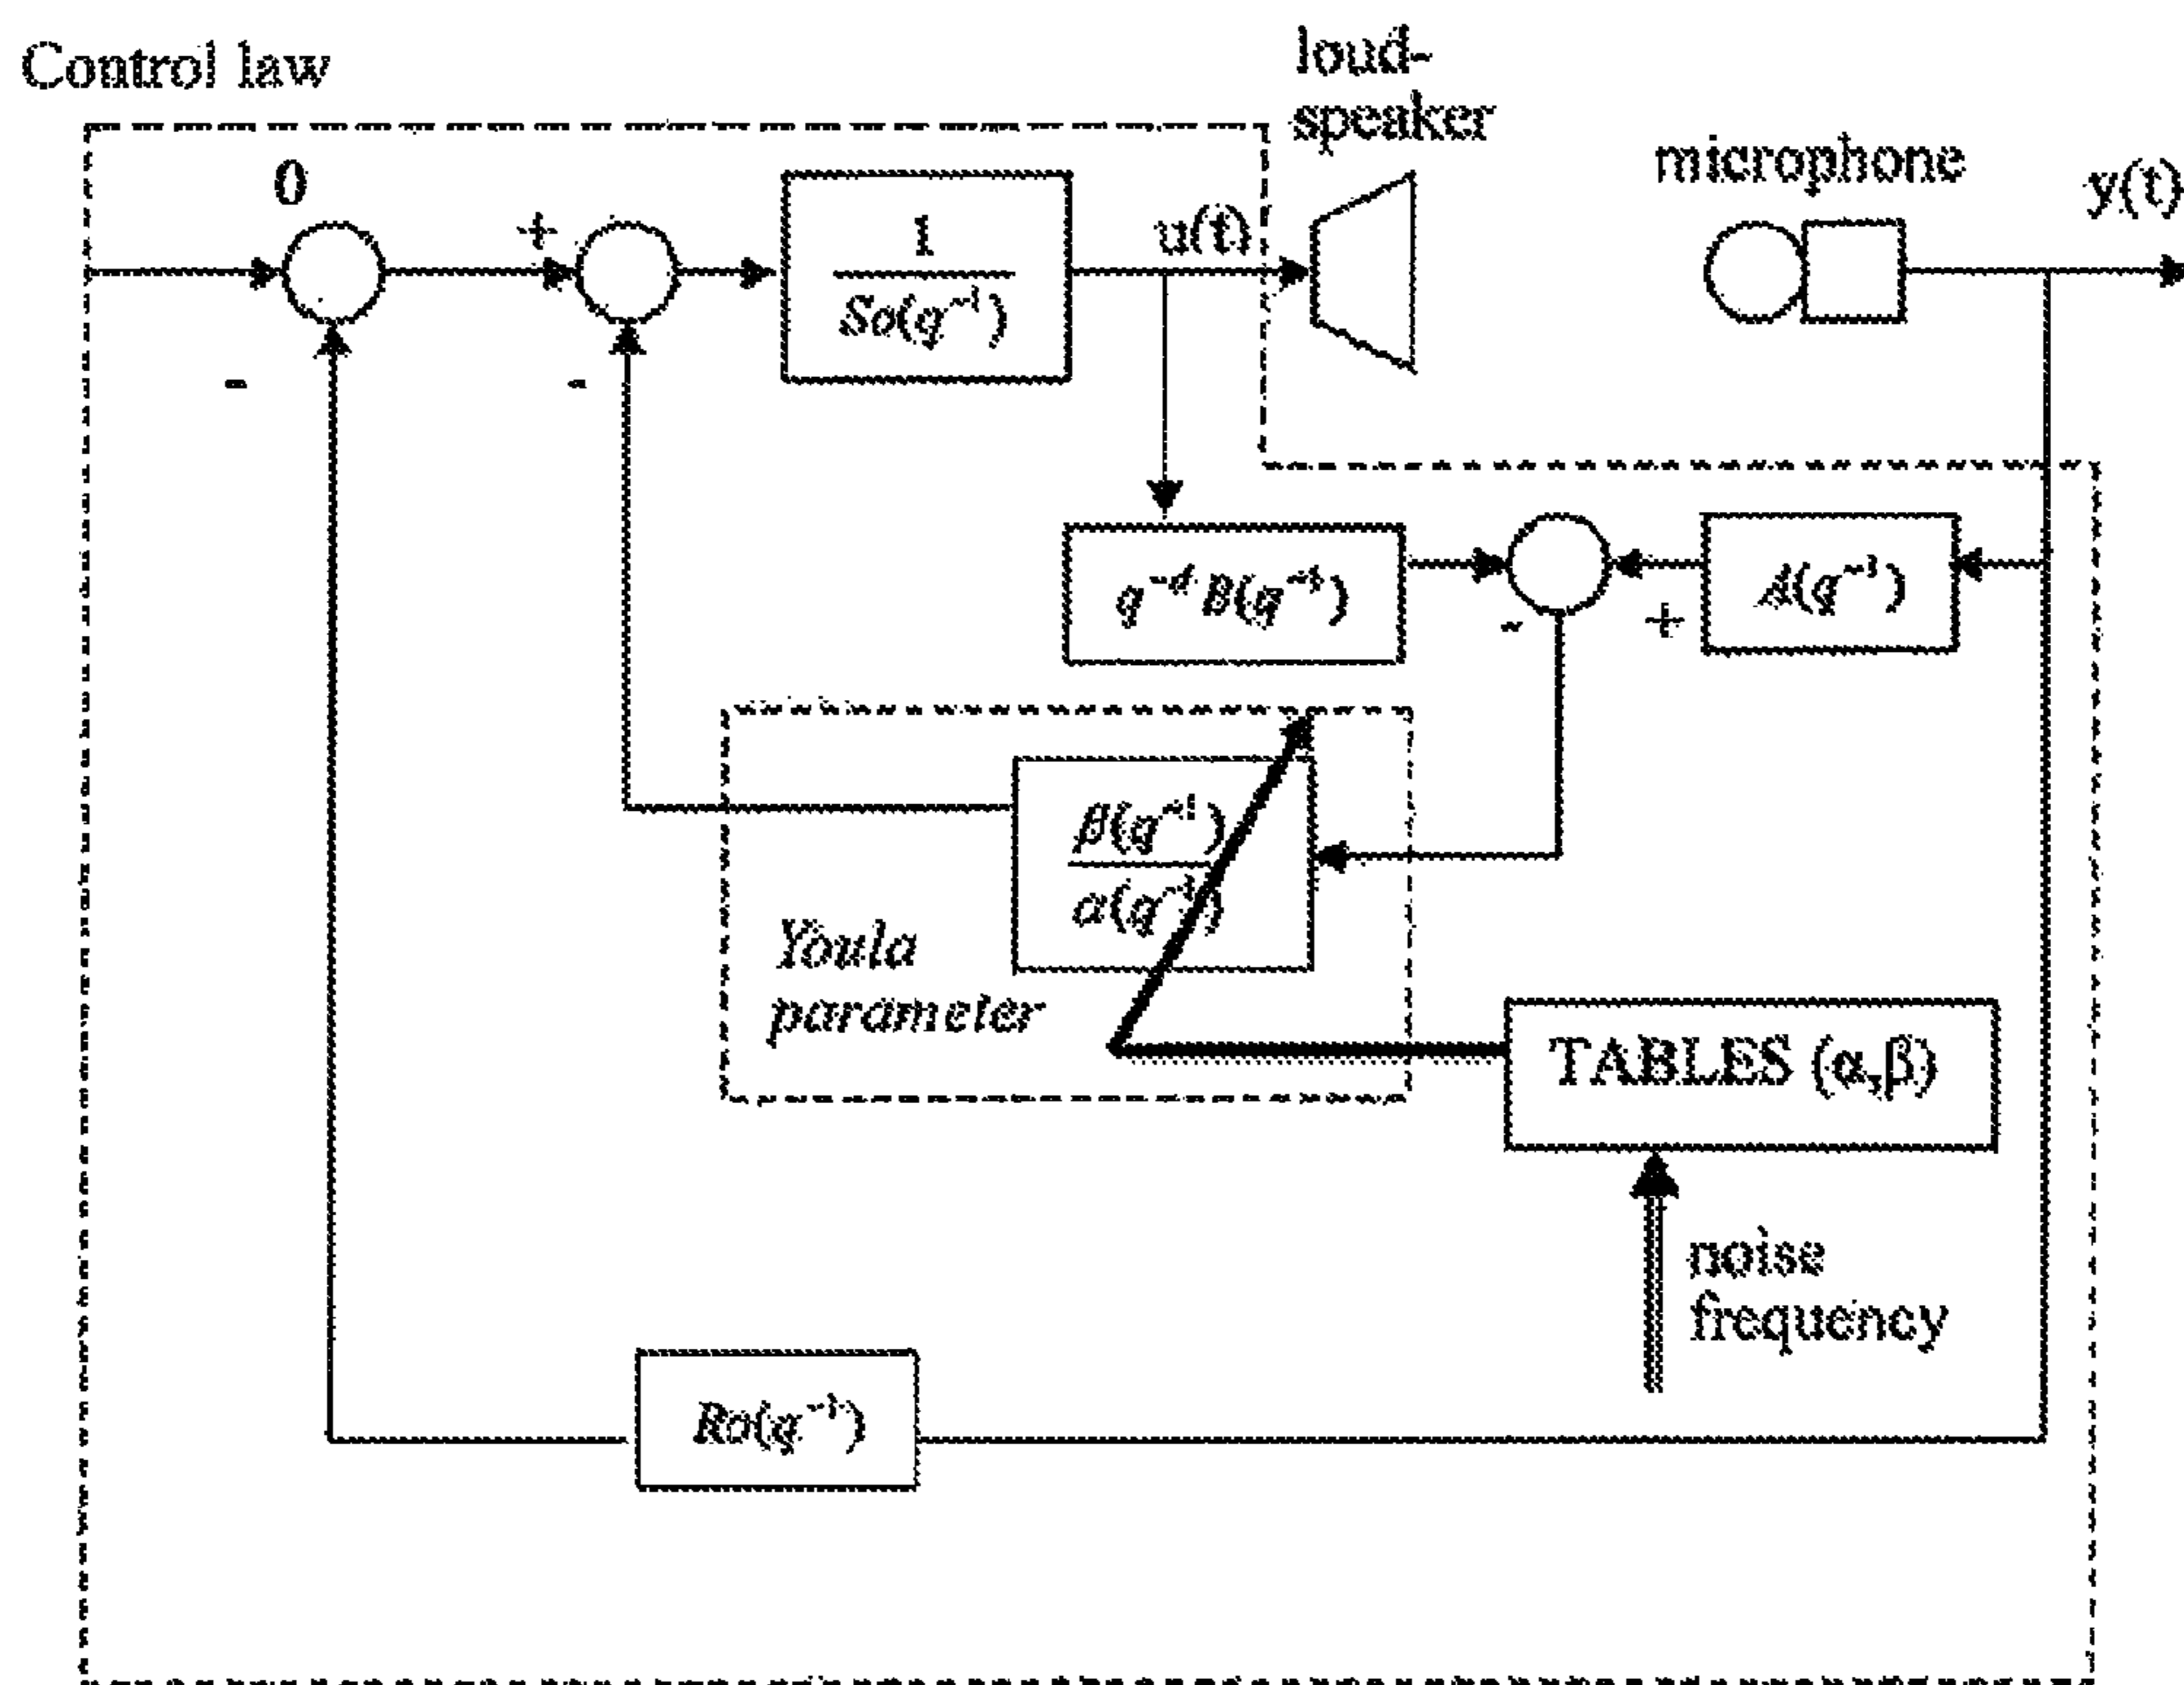 Control law
loud-
speaker
microphone
y(t)
0
+
-
-
1
So(q⁻¹)
u(t)
q⁻ᵈ B(q⁻¹)
-
+
A(q⁻¹)
β(q⁻¹)
α(q⁻¹)
Youla
parameter
TABLES (α,β)
noise
frequency
Ro(q⁻¹)